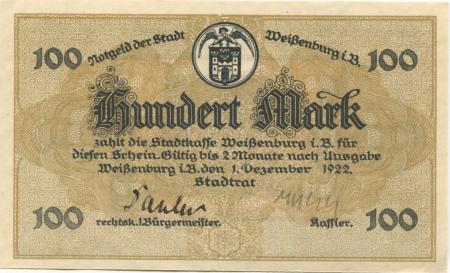 Notgeld der Stadt Weißenburg i.B.
100 100
Hundert Mark
zahlt die Stadtkasse Weißenburg i.B. für
diesen Schein. Gültig bis 2 Monate nach Ausgabe
Weißenburg i.B. den 1. Dezember 1922.
Stadtrat
100 rechtsk. 1. Bürgermeister. Kassier. 100